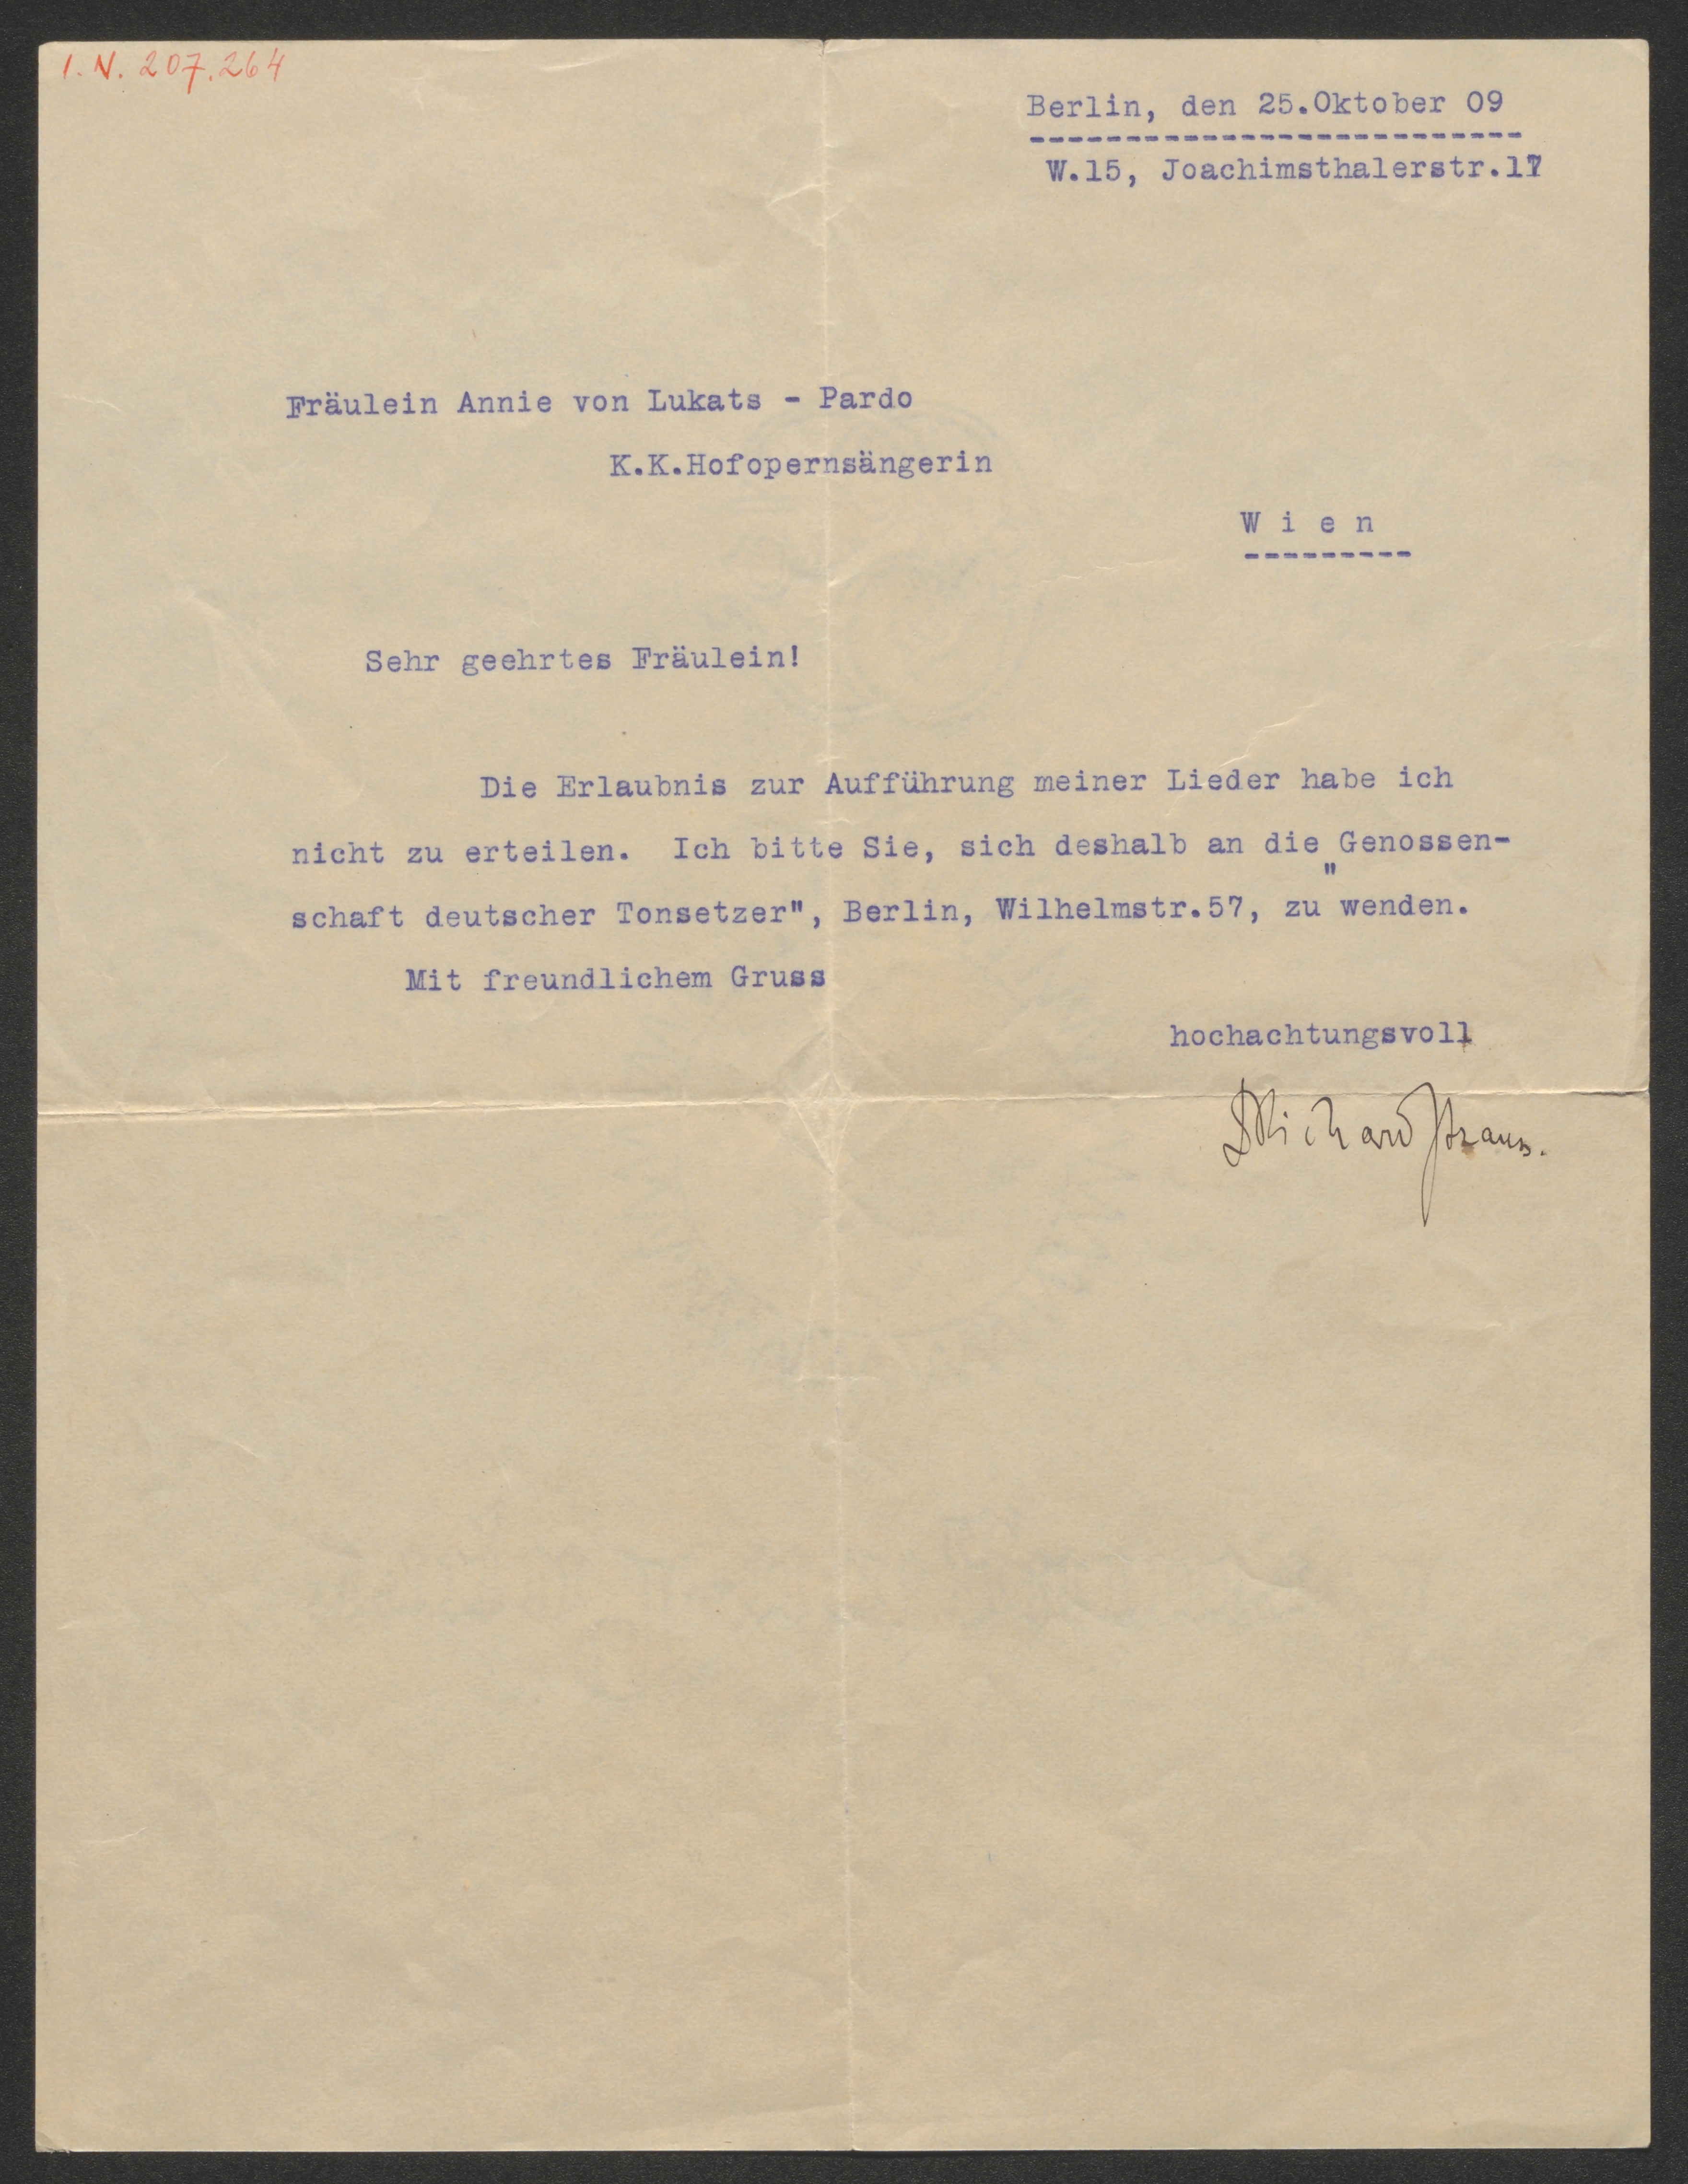 I.N. 207.264
Berlin, den 25.Oktober 09
W.15, Joachimsthalerstr.17
Fräulein Annie von Lukats - Pardo
K.K.Hofopernsängerin
W i e n
Sehr geehrtes Fräulein!
Die Erlaubnis zur Aufführung meiner Lieder habe ich
nicht zu erteilen. Ich bitte Sie, sich deshalb an die "Genossen-
schaft deutscher Tonsetzer", Berlin, Wilhelmstr.57, zu wenden.
Mit freundlichem Gruss
hochachtungsvoll
DRichard Strauss.